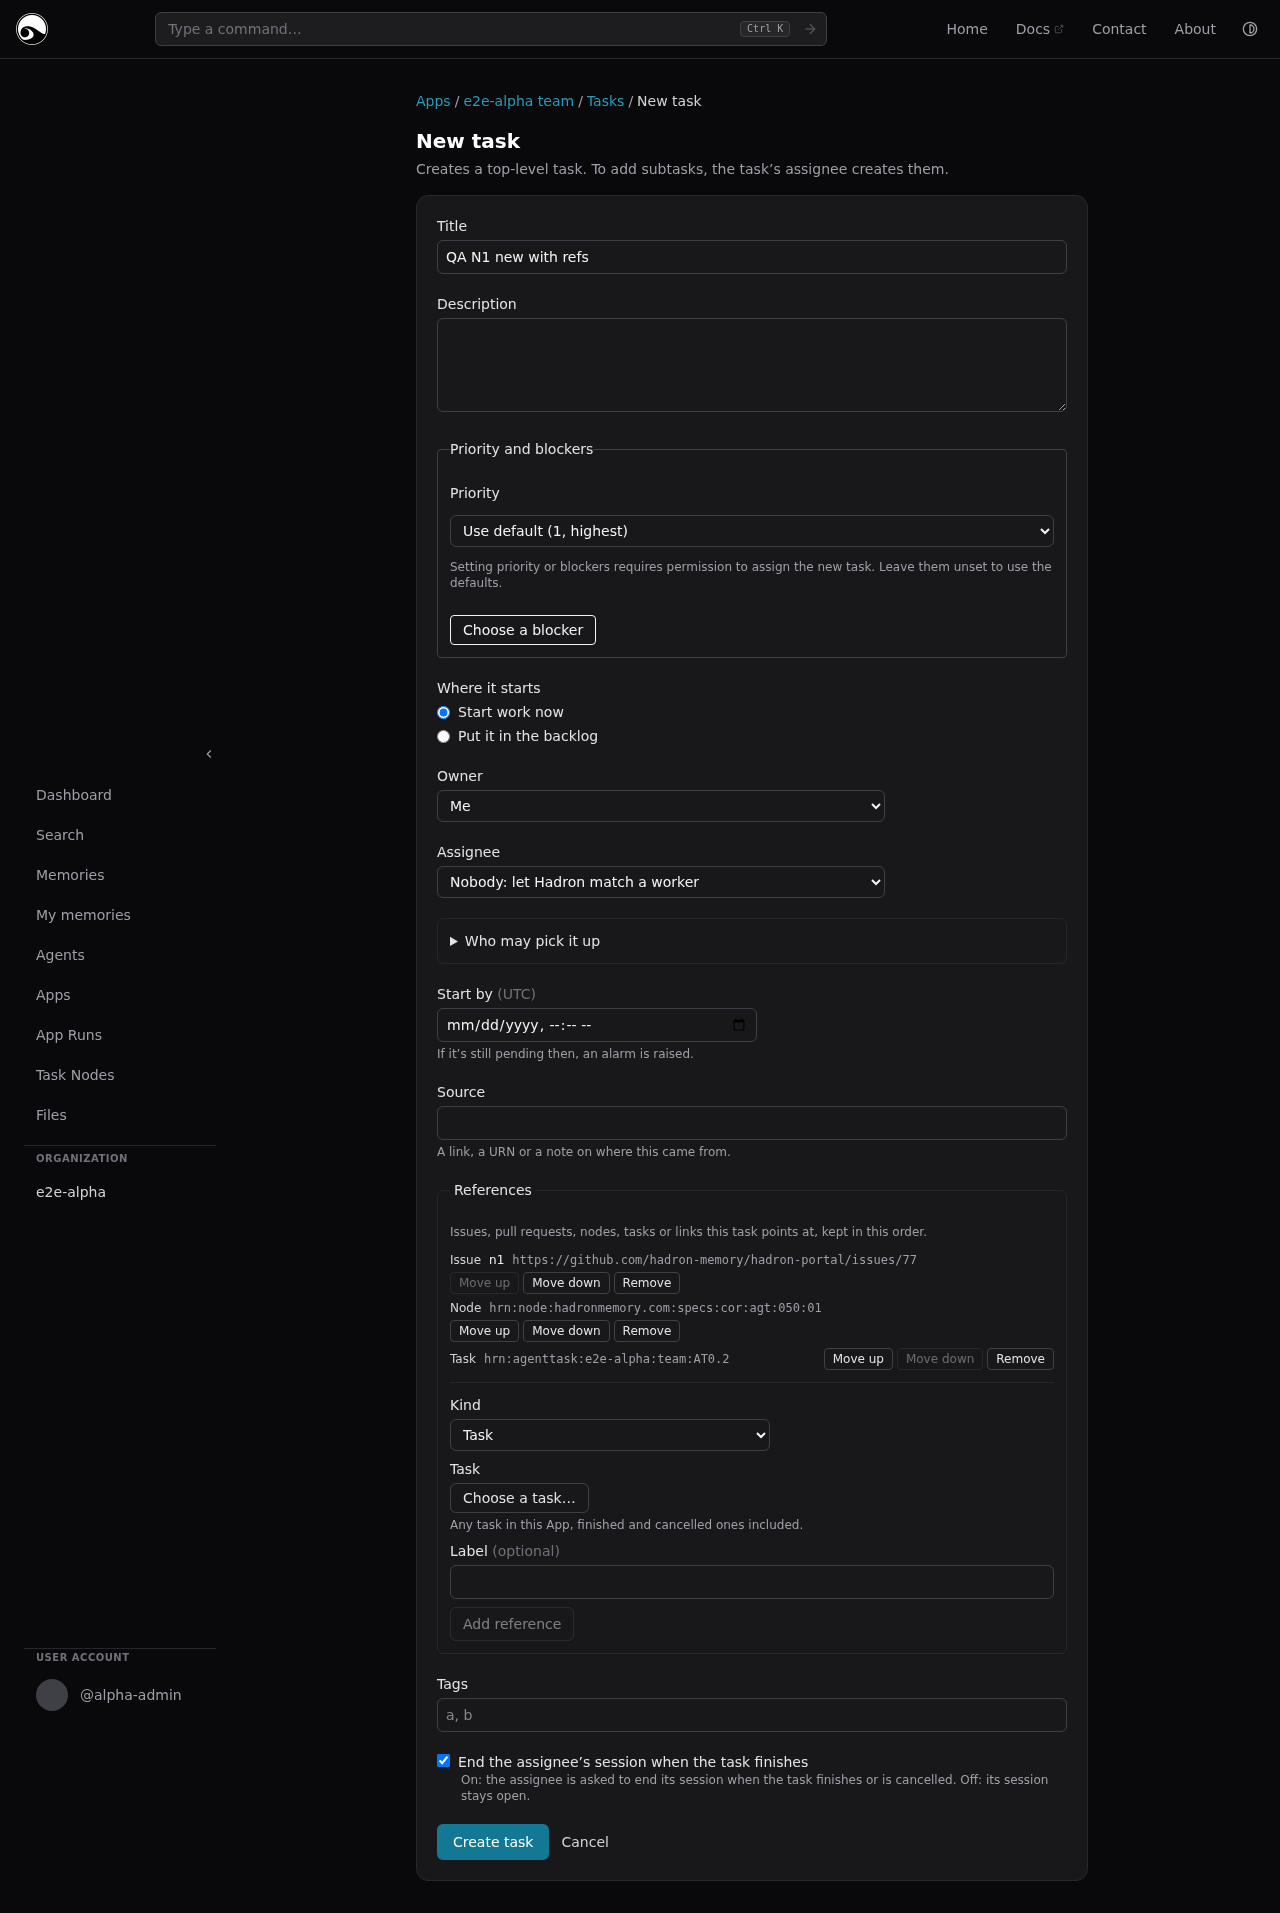 Type a command...
Ctrl K
Home
Docs
Contact
About
Apps / e2e-alpha team / Tasks / New task
New task
Creates a top-level task. To add subtasks, the task’s assignee creates them.
Title
QA N1 new with refs
Description
Priority and blockers
Priority
Use default (1, highest)
Setting priority or blockers requires permission to assign the new task. Leave them unset to use the
defaults.
Choose a blocker
Where it starts
Start work now
Put it in the backlog
Owner
Me
Assignee
Nobody: let Hadron match a worker
Who may pick it up
Start by (UTC)
mm/dd/yyyy, --:-- --
If it’s still pending then, an alarm is raised.
Source
A link, a URN or a note on where this came from.
References
Issues, pull requests, nodes, tasks or links this task points at, kept in this order.
Issue n1 https://github.com/hadron-memory/hadron-portal/issues/77
Move up Move down Remove
Node hrn:node:hadronmemory.com:specs:cor:agt:050:01
Move up Move down Remove
Task hrn:agenttask:e2e-alpha:team:AT0.2 Move up Move down Remove
Kind
Task
Task
Choose a task…
Any task in this App, finished and cancelled ones included.
Label (optional)
Add reference
Tags
a, b
End the assignee’s session when the task finishes
On: the assignee is asked to end its session when the task finishes or is cancelled. Off: its session
stays open.
Create task
Cancel
Dashboard
Search
Memories
My memories
Agents
Apps
App Runs
Task Nodes
Files
ORGANIZATION
e2e-alpha
USER ACCOUNT
@alpha-admin